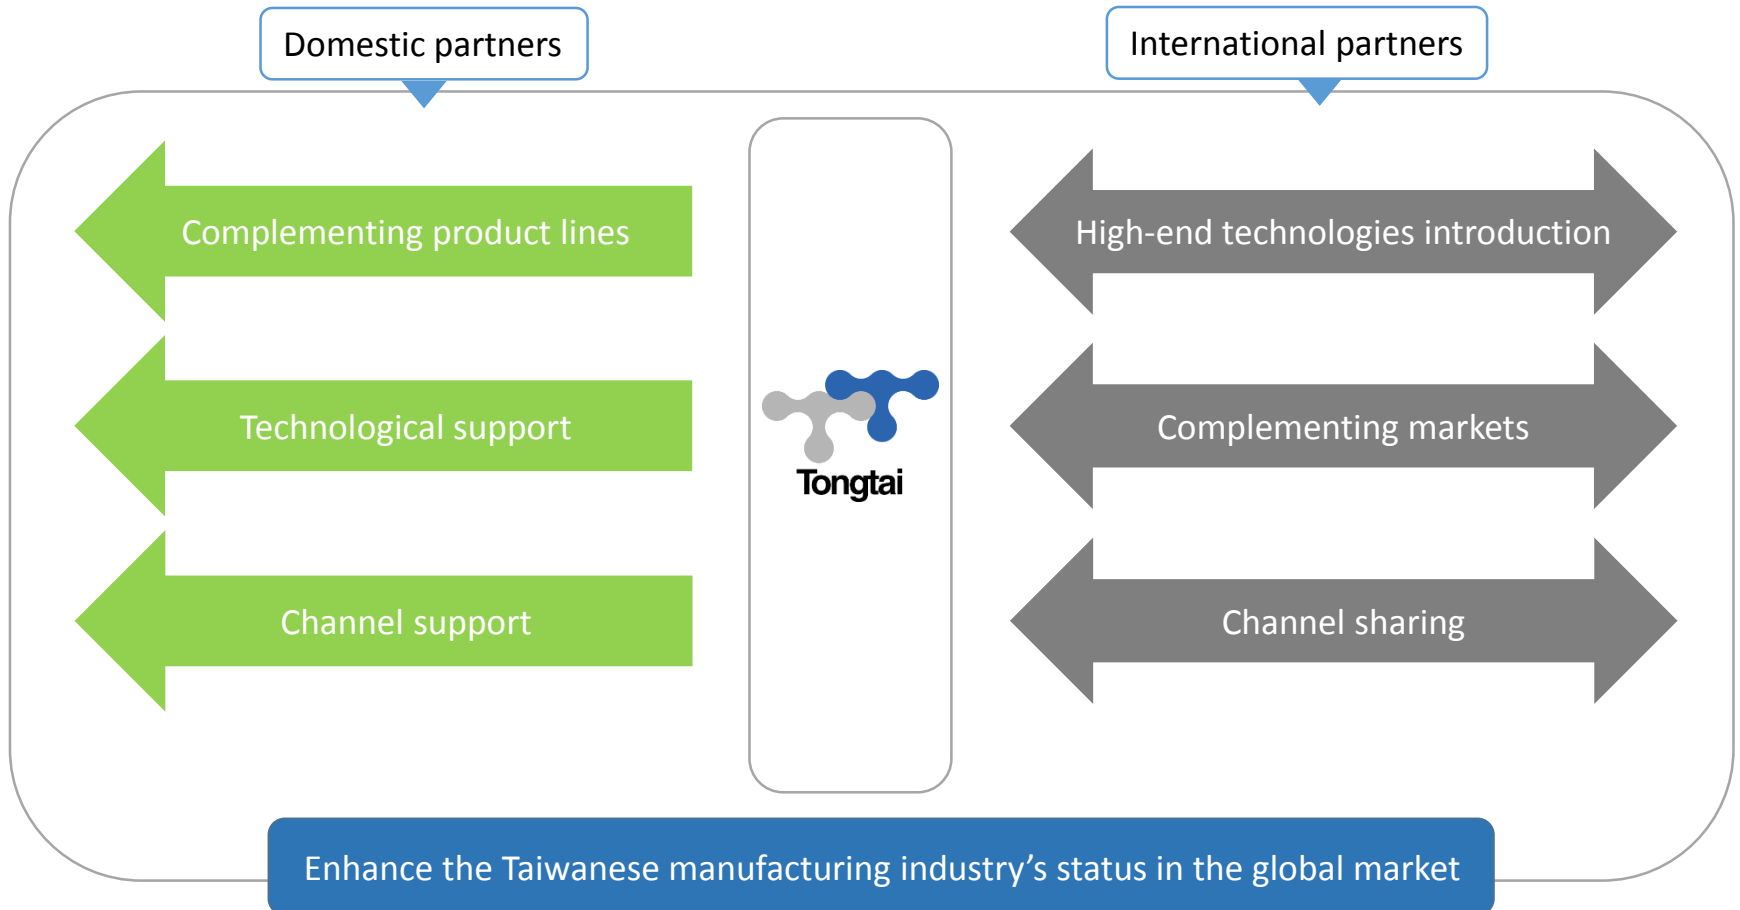 Domestic partners
International partners
Complementing product lines
High-end technologies introduction
Technological support
Complementing markets
Tongtai
Channel support
Channel sharing
Enhance the Taiwanese manufacturing industry’s status in the global market